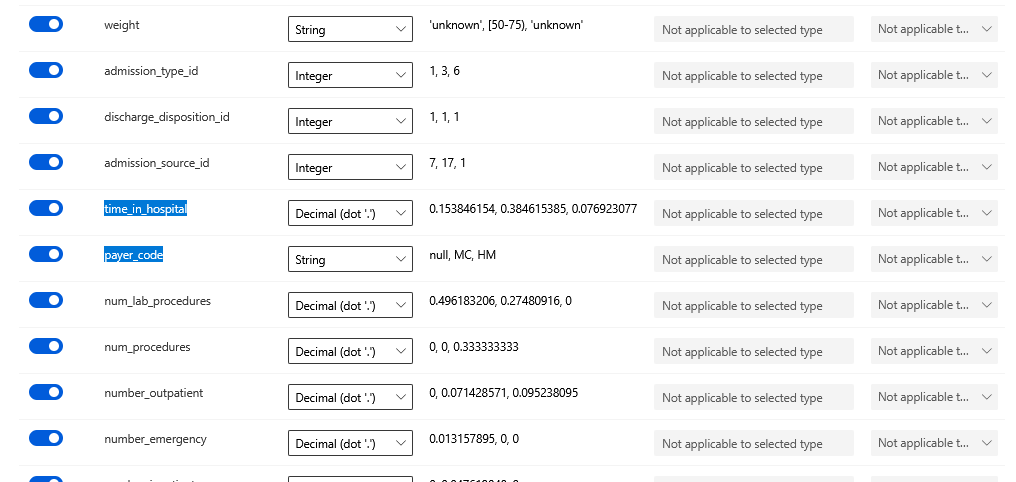 weight String 'unknown', [50-75), 'unknown' Not applicable to selected type Not applicable t...
admission_type_id Integer 1, 3, 6 Not applicable to selected type Not applicable t...
discharge_disposition_id Integer 1, 1, 1 Not applicable to selected type Not applicable t...
admission_source_id Integer 7, 17, 1 Not applicable to selected type Not applicable t...
time_in_hospital Decimal (dot '.') 0.153846154, 0.384615385, 0.076923077 Not applicable to selected type Not applicable t...
payer_code String null, MC, HM Not applicable to selected type Not applicable t...
num_lab_procedures Decimal (dot '.') 0.496183206, 0.27480916, 0 Not applicable to selected type Not applicable t...
num_procedures Decimal (dot '.') 0, 0, 0.333333333 Not applicable to selected type Not applicable t...
number_outpatient Decimal (dot '.') 0, 0.071428571, 0.095238095 Not applicable to selected type Not applicable t...
number_emergency Decimal (dot '.') 0.013157895, 0, 0 Not applicable to selected type Not applicable t...